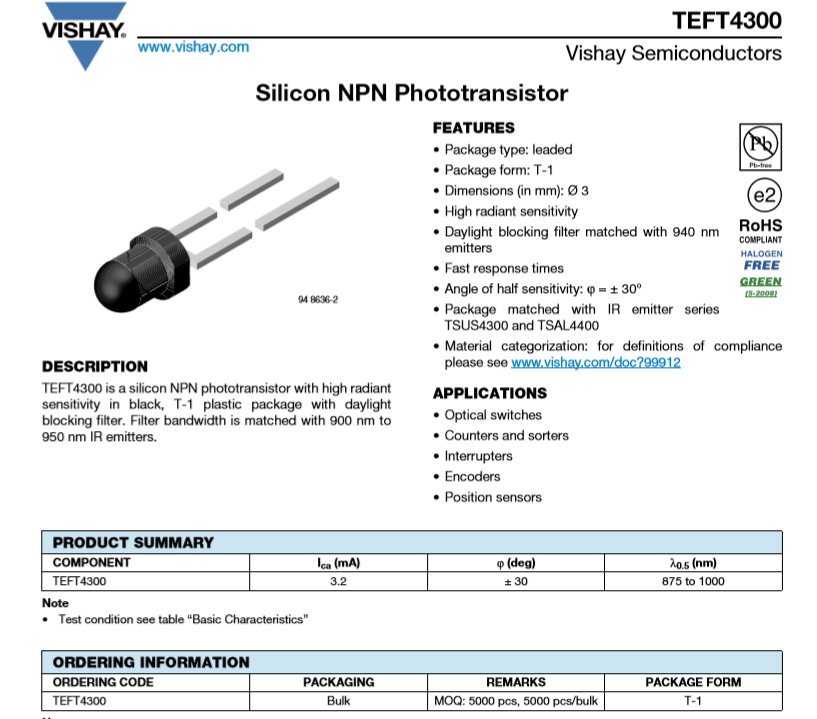 VISHAY®
www.vishay.com
TEFT4300
Vishay Semiconductors
Silicon NPN Phototransistor
94 8636-2
DESCRIPTION
TEFT4300 is a silicon NPN phototransistor with high radiant
sensitivity in black, T-1 plastic package with daylight
blocking filter. Filter bandwidth is matched with 900 nm to
950 nm IR emitters.
FEATURES
• Package type: leaded
• Package form: T-1
• Dimensions (in mm): Ø 3
• High radiant sensitivity
• Daylight blocking filter matched with 940 nm
emitters
• Fast response times
• Angle of half sensitivity: φ = ± 30°
• Package matched with IR emitter series
TSUS4300 and TSAL4400
• Material categorization: for definitions of compliance
please see www.vishay.com/doc?99912
Pb
Pb-free
e2
RoHS
COMPLIANT
HALOGEN
FREE
GREEN
(5-2008)
APPLICATIONS
• Optical switches
• Counters and sorters
• Interrupters
• Encoders
• Position sensors
PRODUCT SUMMARY
COMPONENT Ica (mA) φ (deg) λ0.5 (nm)
TEFT4300 3.2 ± 30 875 to 1000
Note
• Test condition see table “Basic Characteristics”
ORDERING INFORMATION
ORDERING CODE PACKAGING REMARKS PACKAGE FORM
TEFT4300 Bulk MOQ: 5000 pcs, 5000 pcs/bulk T-1